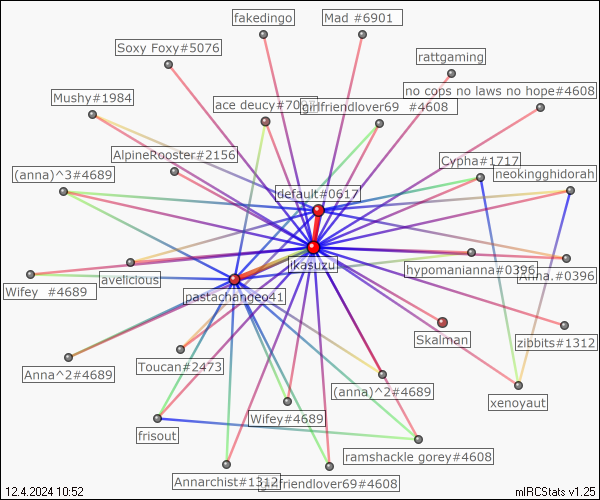 fakedingo
Mad #6901
Soxy Foxy#5076
rattgaming
no cops no laws no hope#4608
Mushy#1984
ace deucy#70
girlfriendlover69 #4608
AlpineRooster#2156
Cypha#1717
(anna)^3#4689
neokingghidorah
default#0617
rkasuzu
hypomanianna#0396
Anna.#0396
avelicious
Wifey #4689
pastachangeo41
Skalman
zibbits#1312
Toucan#2473
Anna^2#4689
(anna)^2#4689
xenoyaut
Wifey#4689
frisout
ramshackle gorey#4608
Annarchist#1312
girlfriendlover69#4608
12.4.2024 10:52
mIRCStats v1.25